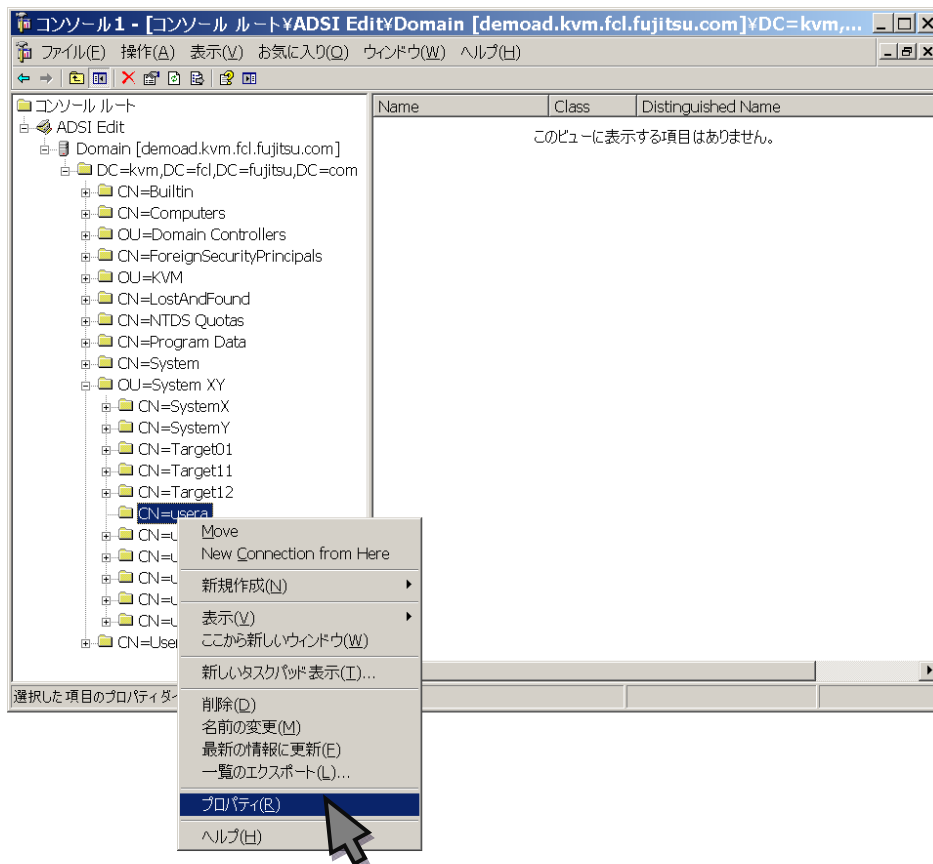 コンソール1 - [コンソール ルート¥ADSI Edit¥Domain [demoad.kvm.fcl.fujitsu.com]¥DC=kvm,...
ファイル(F) 操作(A) 表示(V) お気に入り(O) ウィンドウ(W) ヘルプ(H)
コンソール ルート
ADSI Edit
Domain [demoad.kvm.fcl.fujitsu.com]
DC=kvm,DC=fcl,DC=fujitsu,DC=com
CN=Builtin
CN=Computers
OU=Domain Controllers
CN=ForeignSecurityPrincipals
OU=KVM
CN=LostAndFound
CN=NTDS Quotas
CN=Program Data
CN=System
OU=System XY
CN=SystemX
CN=SystemY
CN=Target01
CN=Target11
CN=Target12
CN=usera
CN=u
CN=u
CN=u
CN=u
CN=u
CN=User
Name Class Distinguished Name
このビューに表示する項目はありません。
選択した項目のプロパティ ダイ
Move
New Connection from Here
新規作成(N)
表示(V)
ここから新しいウィンドウ(W)
新しいタスクパッド表示(T)...
削除(D)
名前の変更(M)
最新の情報に更新(F)
一覧のエクスポート(L)...
プロパティ(R)
ヘルプ(H)